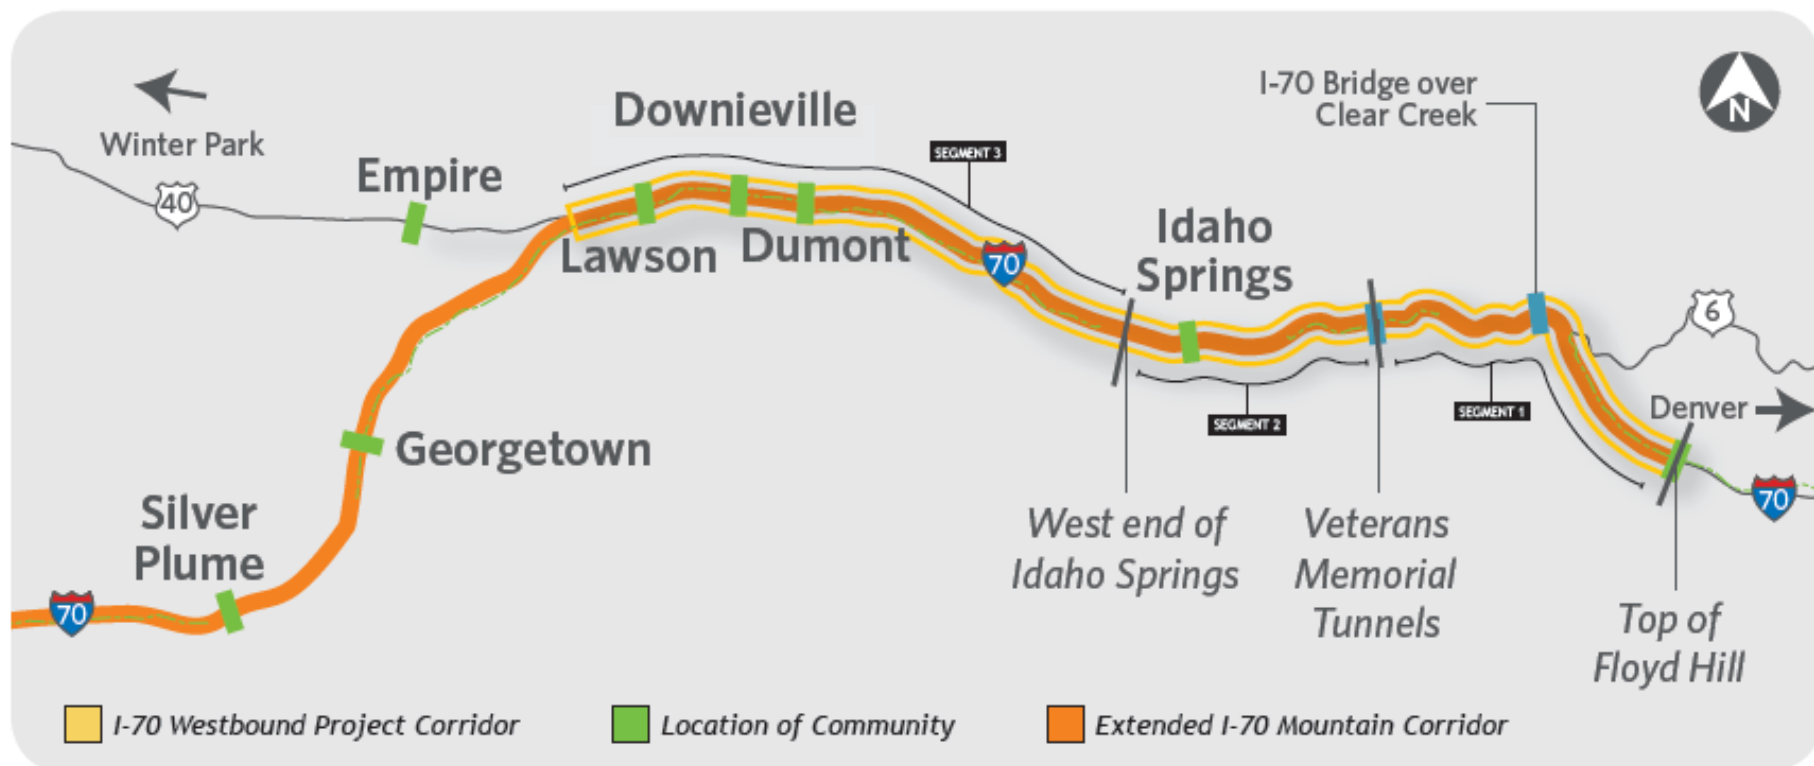 Winter Park
40
Empire
Downieville
SEGMENT 3
I-70 Bridge over
Clear Creek
N
Lawson
Dumont
70
Idaho
Springs
6
Denver
SEGMENT 1
SEGMENT 2
Georgetown
70
Silver
Plume
West end of
Idaho Springs
Veterans
Memorial
Tunnels
Top of
Floyd Hill
70
I-70 Westbound Project Corridor
Location of Community
Extended I-70 Mountain Corridor